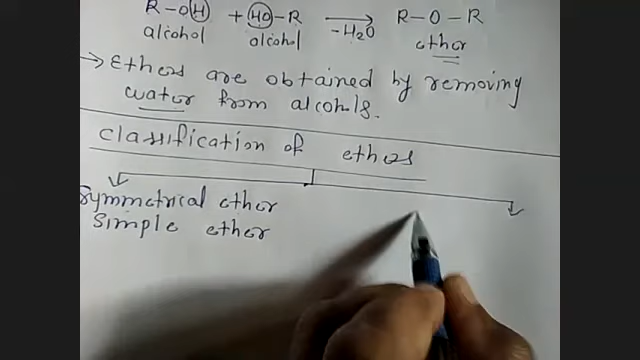 R-OH + HO-R → R-O-R
-H2O
alcohol alcohol ether
→ Ethers are obtained by removing
water from alcohols.
classification of ethers
Symmetrical ether
Simple ether